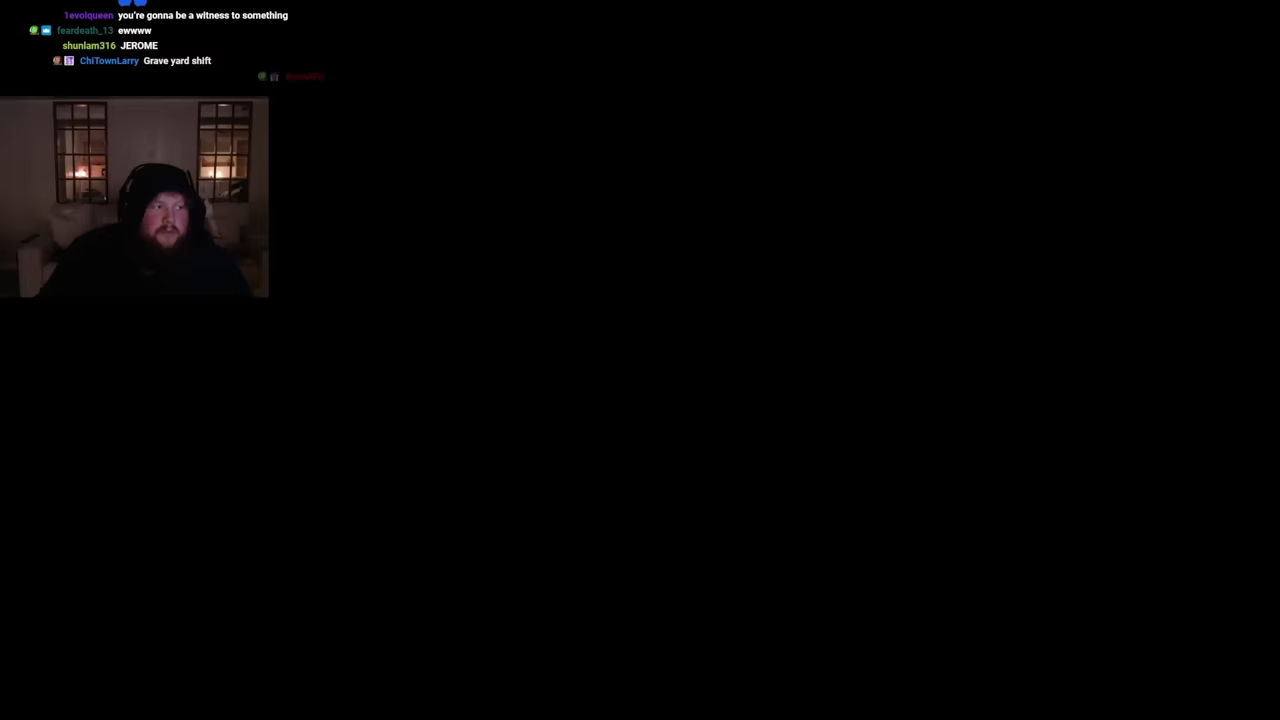 1evolqueen you're gonna be a witness to something
feardeath_13 ewwww
shunlam316 JEROME
ChiTownLarry Grave yard shift